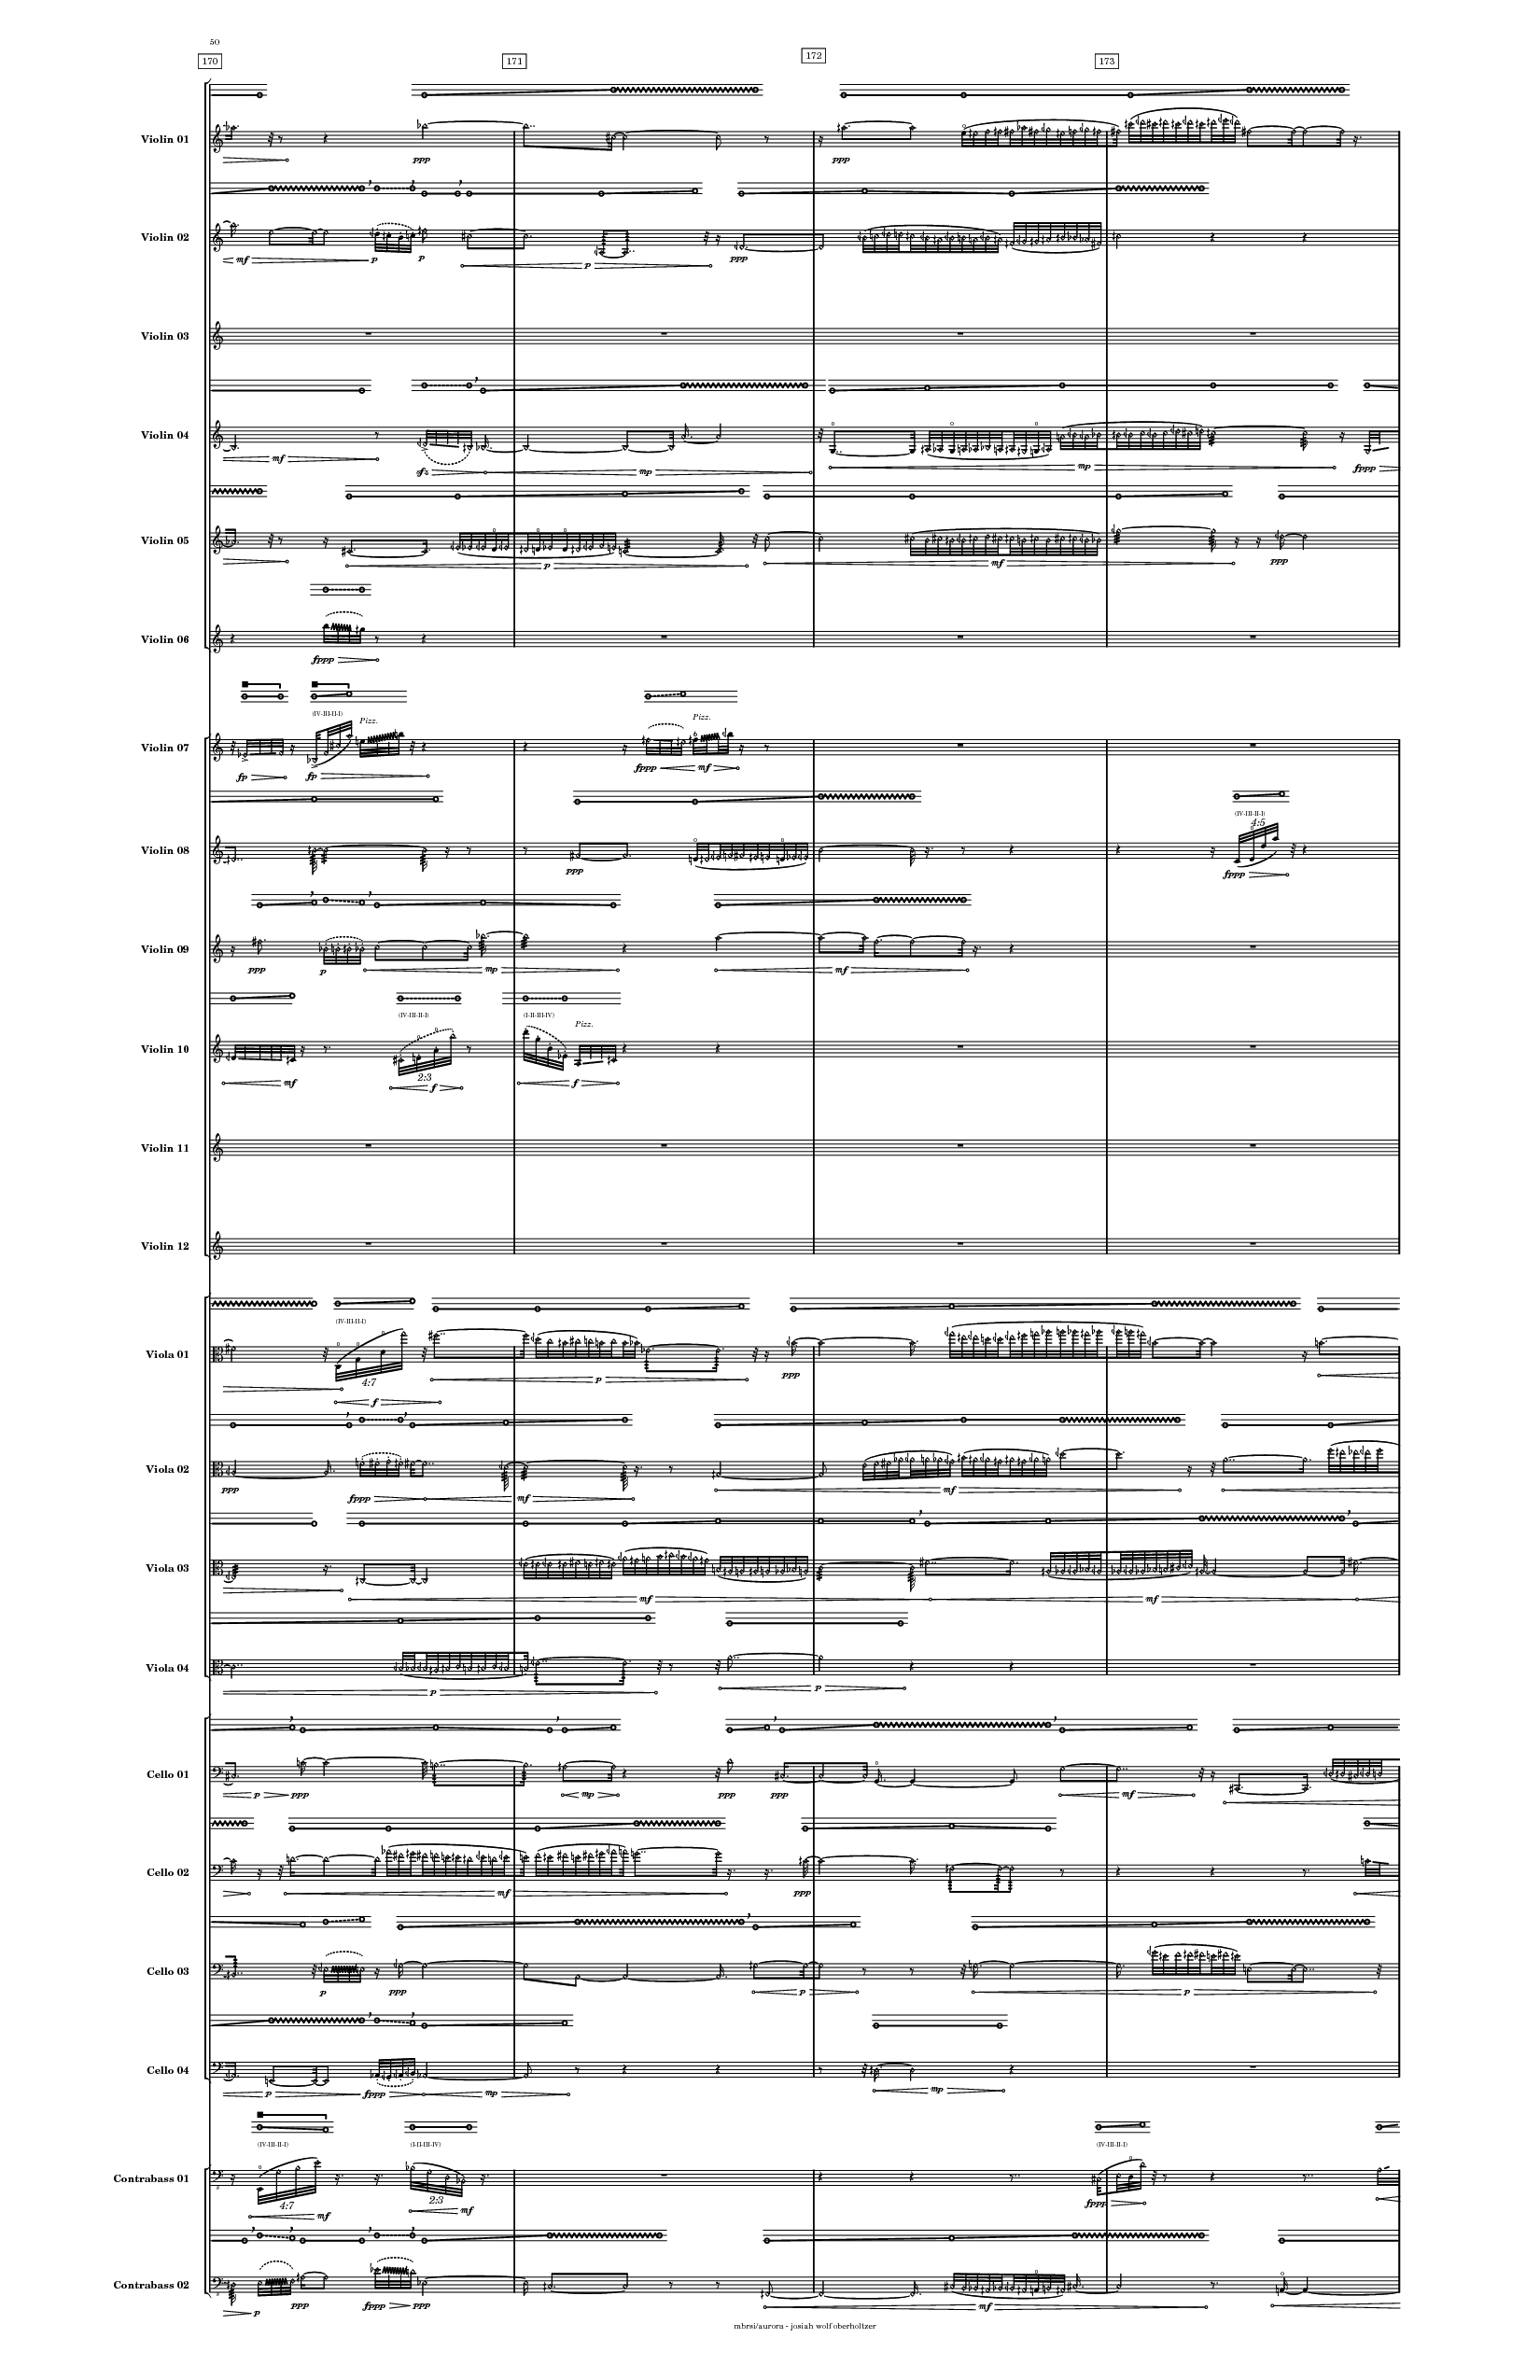 50
170 171 172 173
Violin 01
ppp ppp
Violin 02
mf p p p ppp
Violin 03
Violin 04
mf mp mp fppp
Violin 05
p mf ppp
Violin 06
fppp
(IV-III-II-I) Pizz. Pizz.
Violin 07
fp fp fppp mf
(IV-III-II-I)
4:5
Violin 08
ppp fppp
Violin 09
ppp p mp mf
(IV-III-II-I) (I-II-III-IV) Pizz.
Violin 10
2:3
mf f f
Violin 11
Violin 12
(IV-III-II-I)
Viola 01
4:7
f p ppp
Viola 02
ppp fppp mf mf
Viola 03
mf mf
Viola 04
p p
Cello 01
p ppp mp ppp ppp mf
Cello 02
mf ppp
Cello 03
p ppp p p
Cello 04
p fppp mp mp
(IV-III-II-I) (I-II-III-IV) (IV-III-II-I)
Contrabass 01
4:7 2:3
mf mf fppp
Contrabass 02
p ppp fppp ppp mf
mbrsi/aurora - josiah wolf oberholtzer